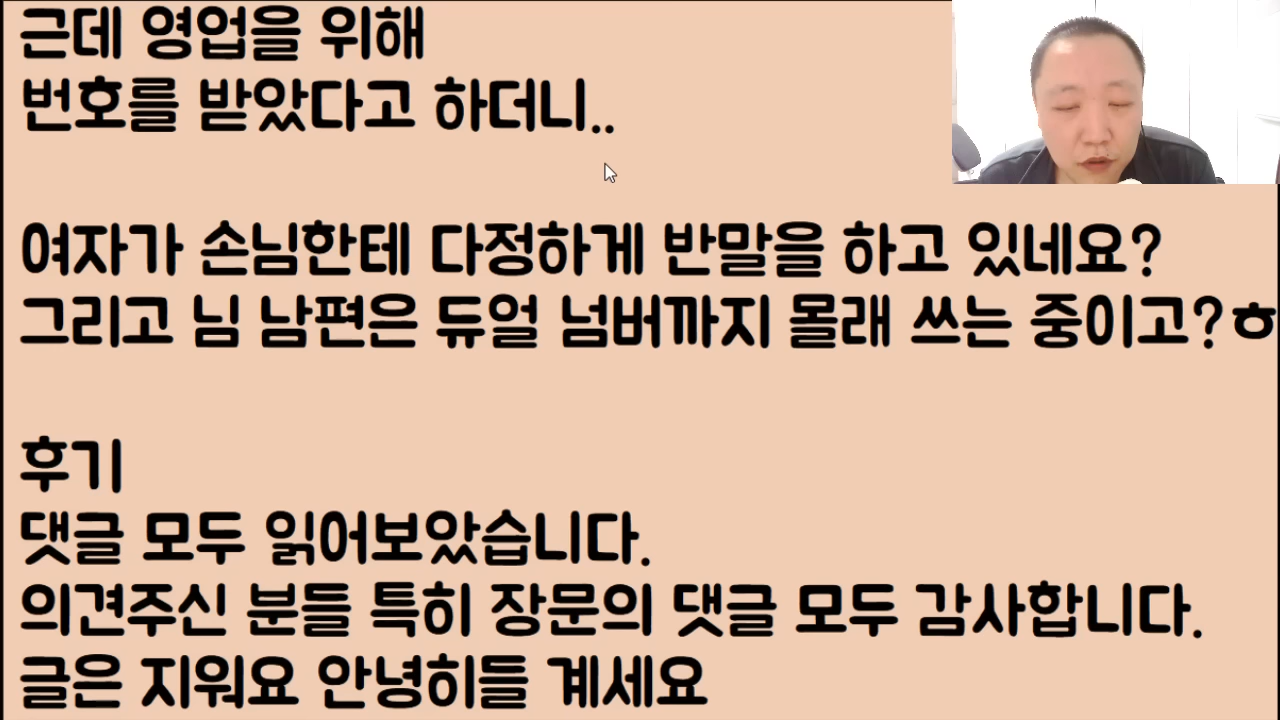 근데 영업을 위해
번호를 받았다고 하더니..
여자가 손님한테 다정하게 반말을 하고 있네요?
그리고 님 남편은 듀얼 넘버까지 몰래 쓰는 중이고?ㅎ
후기
댓글 모두 읽어보았습니다.
의견주신 분들 특히 장문의 댓글 모두 감사합니다.
글은 지워요 안녕히들 계세요